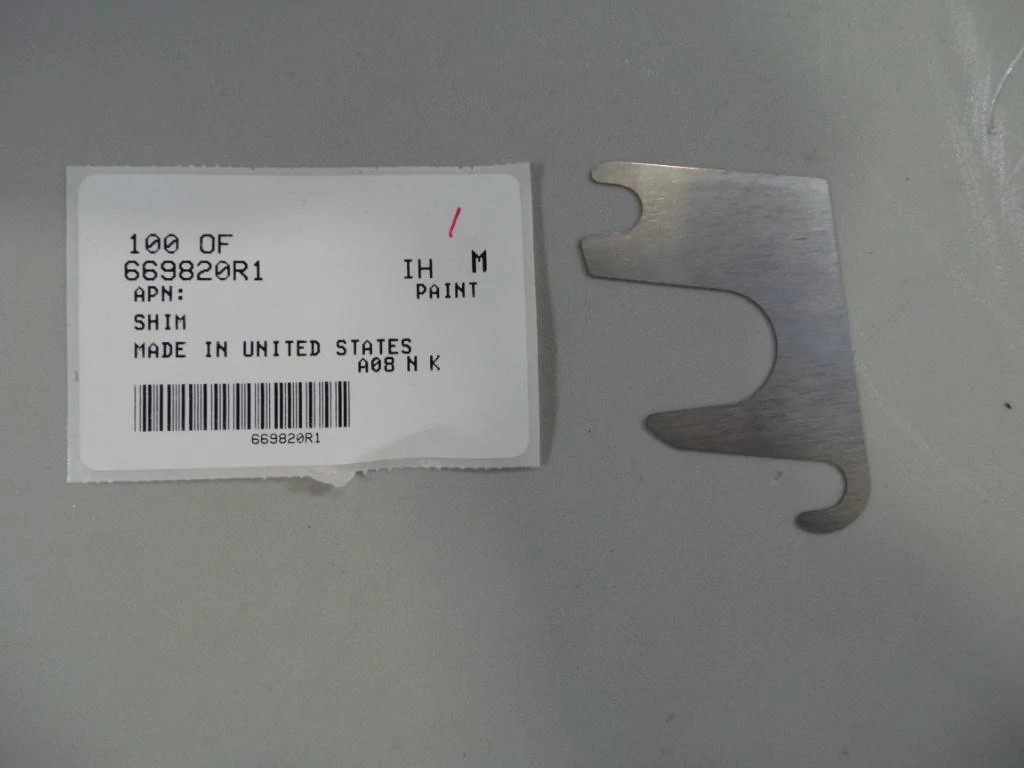 100 OF
669820R1 IH M
APN: PAINT
SHIM
MADE IN UNITED STATES
A08 N K
669820R1